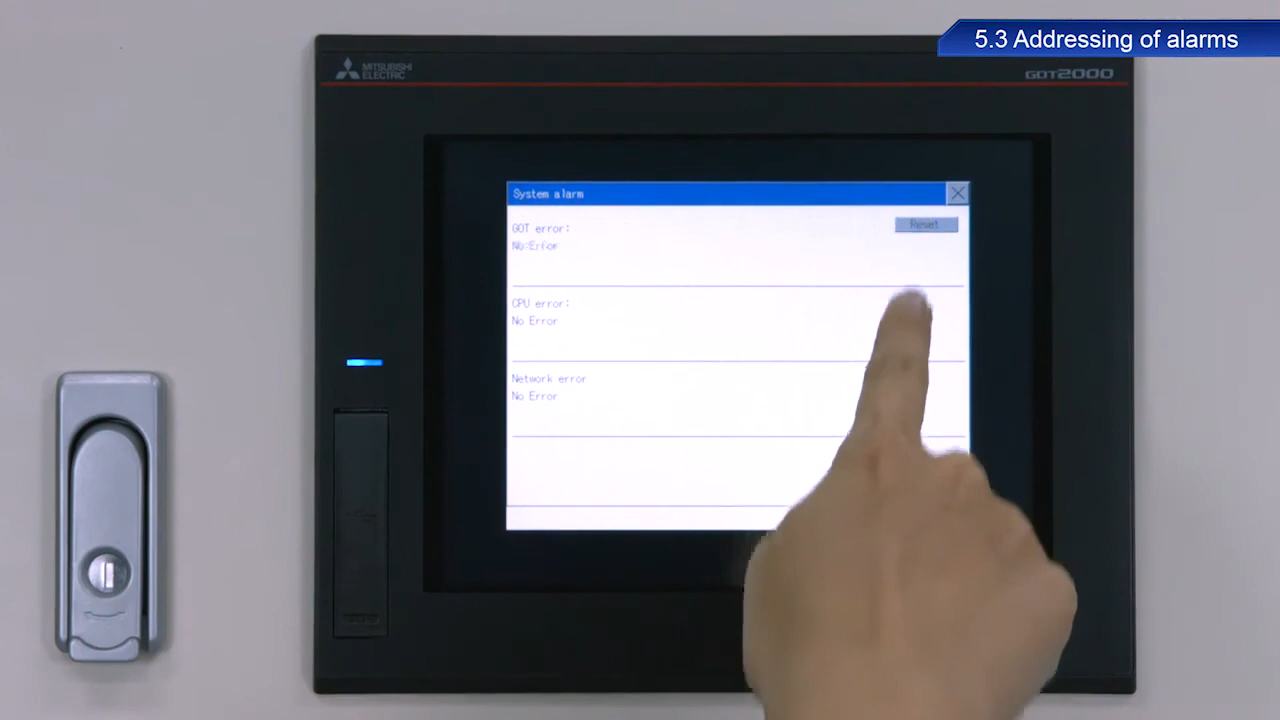 5.3 Addressing of alarms
MITSUBISHI
ELECTRIC
GOT2000
System alarm
Reset
GOT error:
No Error
CPU error:
No Error
Network error
No Error